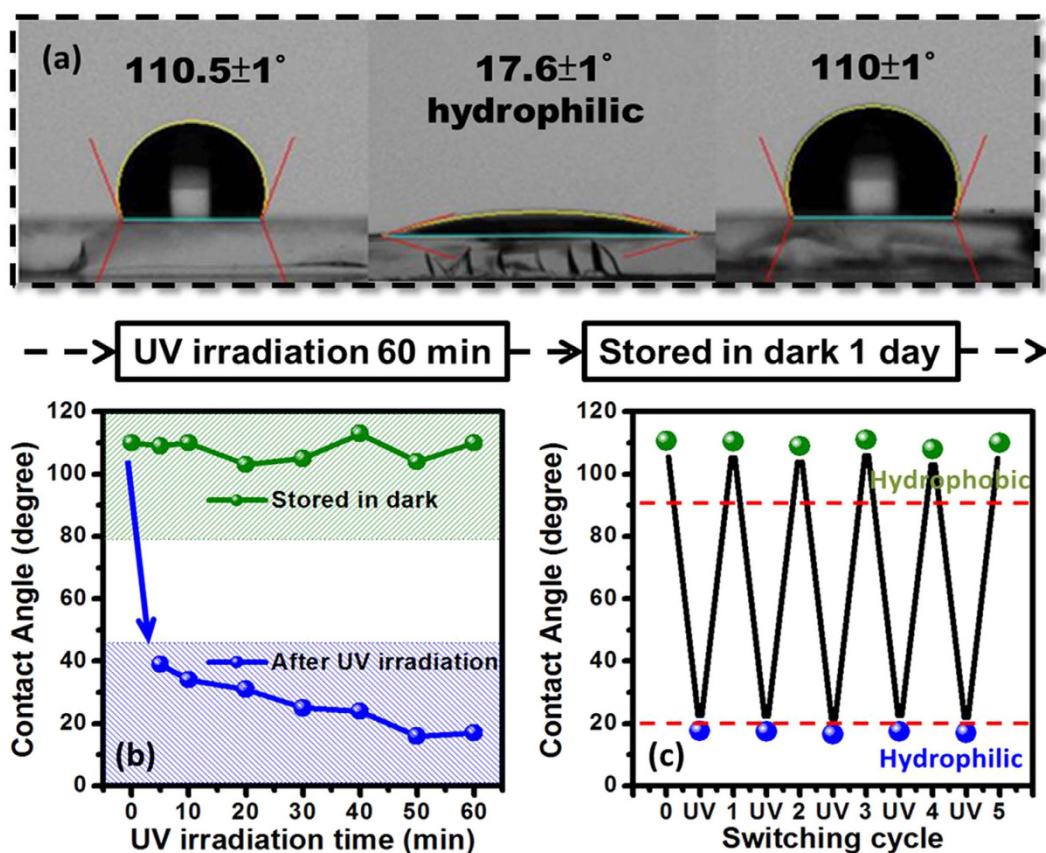 (a)
110.5±1°
17.6±1°
hydrophilic
110±1°
UV irradiation 60 min
Stored in dark 1 day
Contact Angle (degree)
120
100
80
60
40
20
0
Stored in dark
After UV irradiation
(b)
0 10 20 30 40 50 60
UV irradiation time (min)
Contact Angle (degree)
120
100
80
60
40
20
0
Hydrophobic
Hydrophilic
(c)
0 UV 1 UV 2 UV 3 UV 4 UV 5
Switching cycle